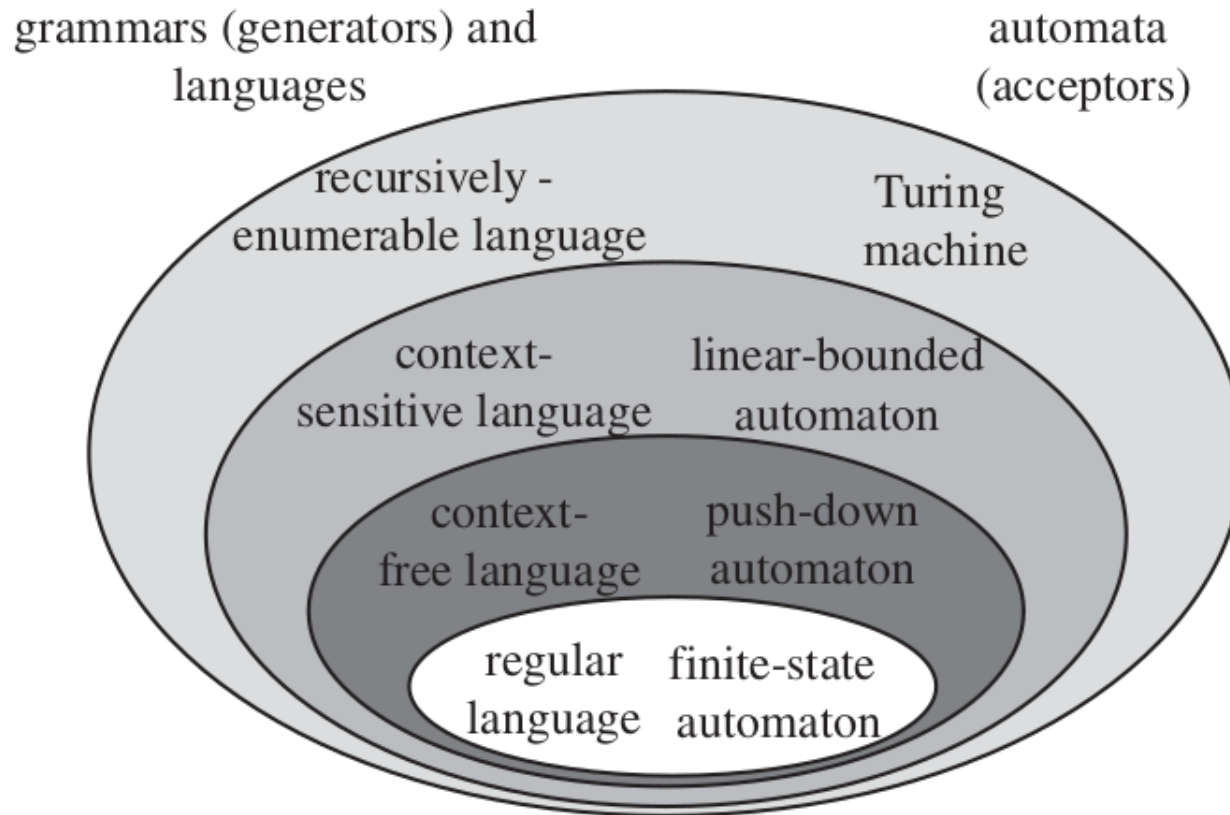 grammars (generators) and
languages
automata
(acceptors)
recursively -
enumerable language
Turing
machine
context-
sensitive language
linear-bounded
automaton
context-
free language
push-down
automaton
regular
language
finite-state
automaton